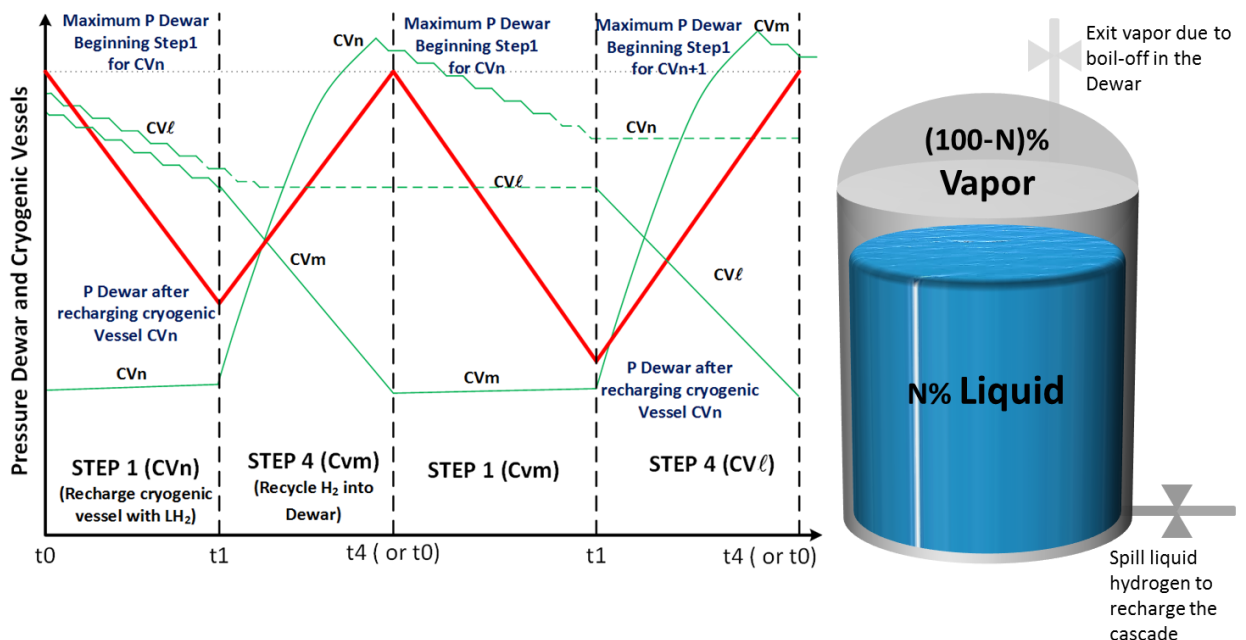 Pressure Dewar and Cryogenic Vessels
Maximum P Dewar
Beginning Step1
for CVn
CVn
Maximum P Dewar
Beginning Step1
for CVn
Maximum P Dewar
Beginning Step1
for CVn+1
CVm
CVℓ
CVn
CVℓ
CVm
CVℓ
P Dewar after
recharging cryogenic
Vessel CVn
CVn
CVm
P Dewar after
recharging cryogenic
Vessel CVn
STEP 1 (CVn)
(Recharge cryogenic
vessel with LH₂)
STEP 4 (Cvm)
(Recycle H₂ into
Dewar)
STEP 1 (Cvm)
STEP 4 (CVℓ)
t0
t1
t4 ( or t0)
t1
t4 ( or t0)
Exit vapor due to
boil-off in the
Dewar
(100-N)%
Vapor
N% Liquid
Spill liquid
hydrogen to
recharge the
cascade